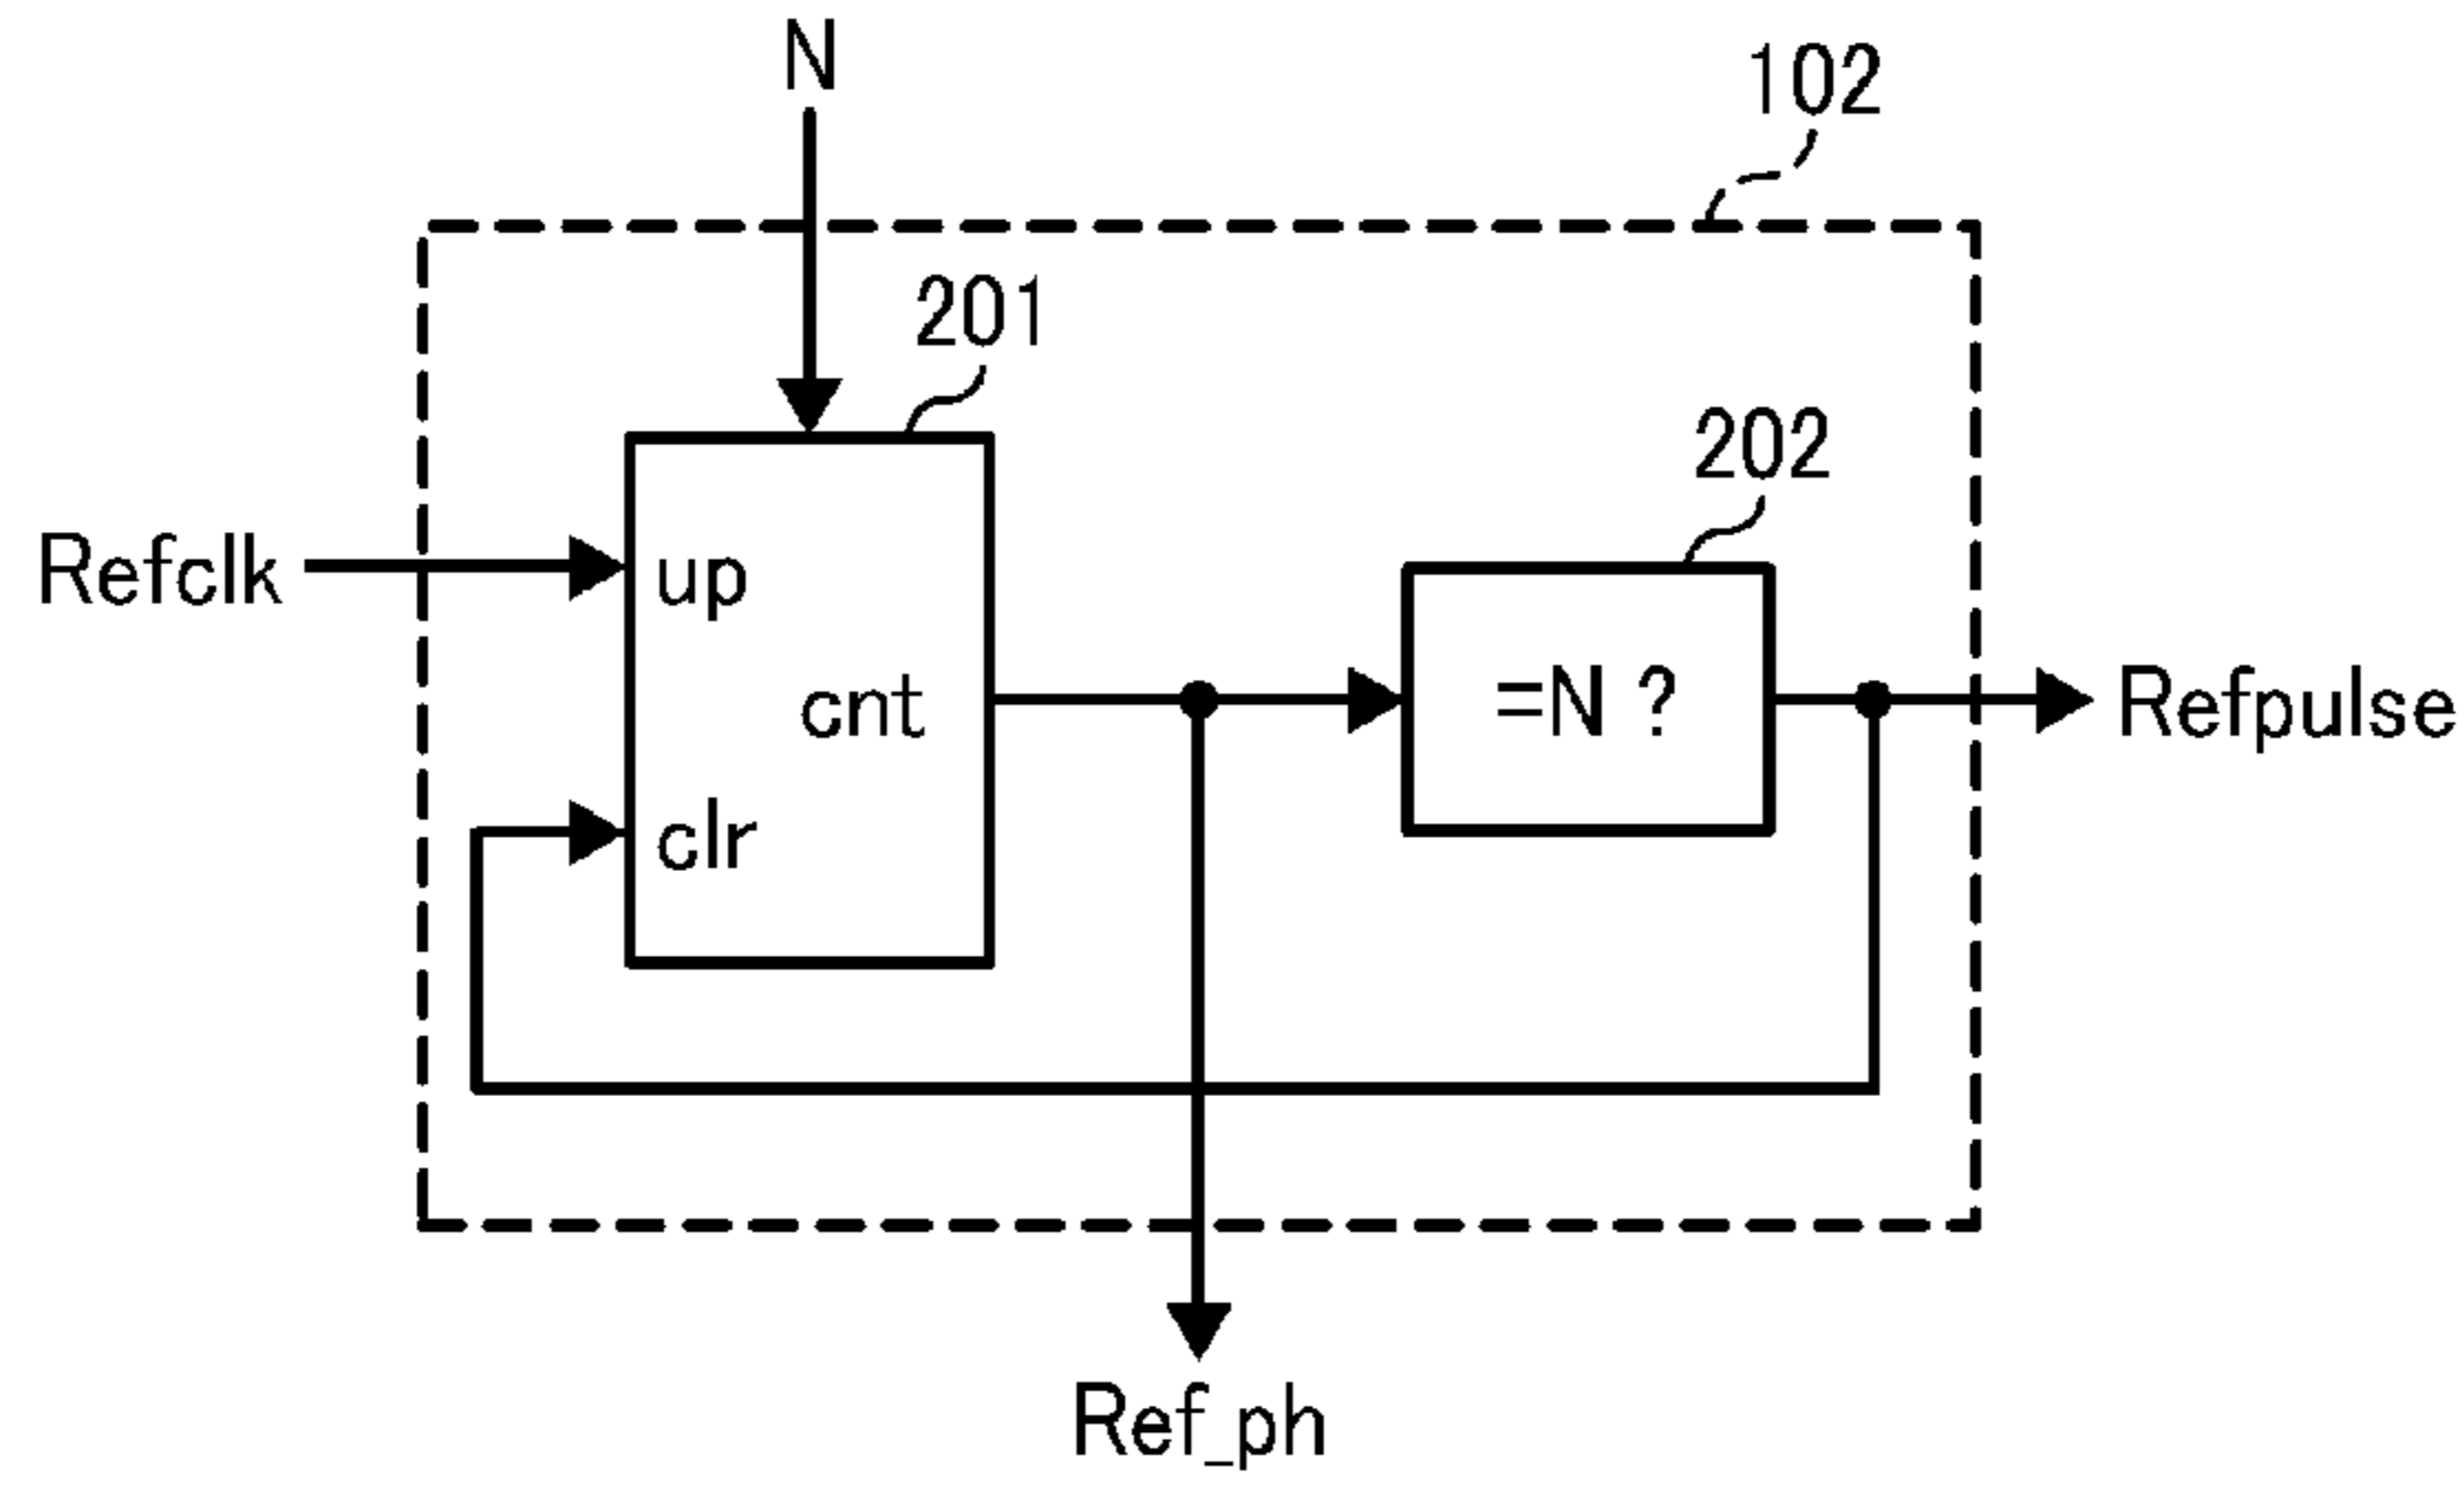 N
102
201
202
Refclk
up
cnt
=N ?
Refpulse
clr
Ref_ph